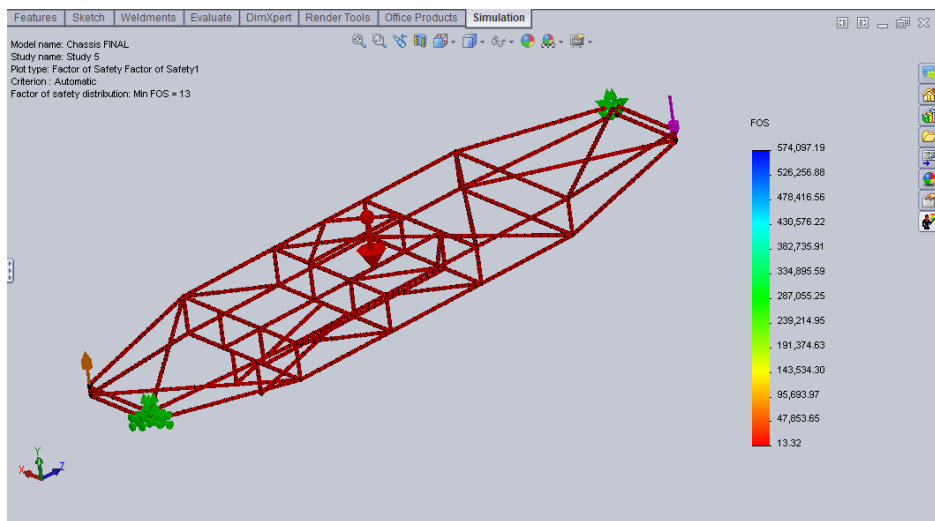 Features Sketch Weldments Evaluate DimXpert Render Tools Office Products Simulation
Model name: Chassis FINAL
Study name: Study 5
Plot type: Factor of Safety Factor of Safety1
Criterion : Automatic
Factor of safety distribution: Min FOS = 13
FOS
574,097.19
526,256.88
478,416.56
430,576.22
382,735.91
334,895.59
287,055.25
239,214.95
191,374.63
143,534.30
95,693.97
47,853.65
13.32
Y
X
Z